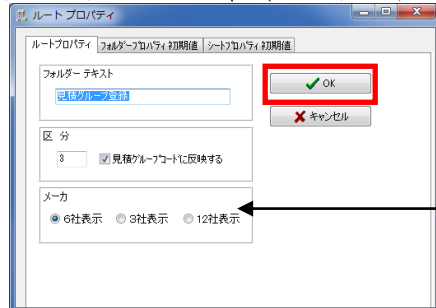 ルート プロパティ
ルートプロパティ フォルダープロパティ初期値 シートプロパティ初期値
フォルダー テキスト
見積グループ登録
OK
キャンセル
区 分
3 見積グループコードに反映する
メーカ
6社表示 3社表示 12社表示